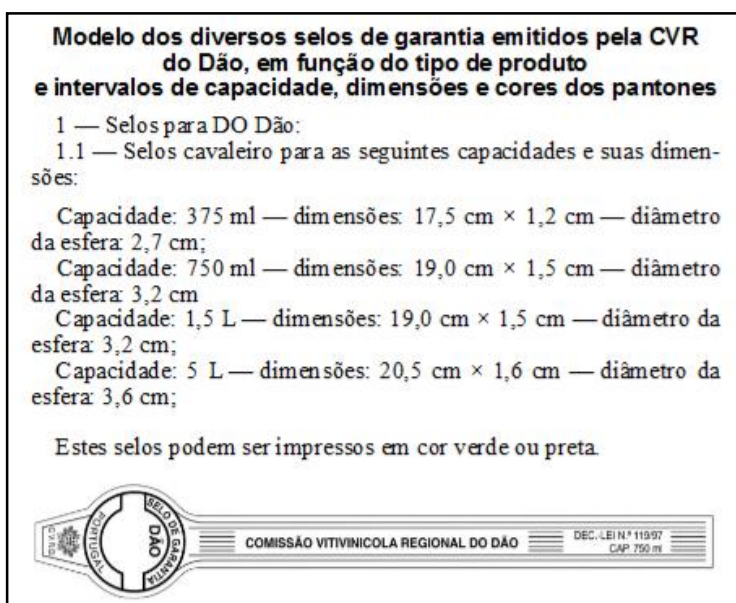 Modelo dos diversos selos de garantia emitidos pela CVR
do Dão, em função do tipo de produto
e intervalos de capacidade, dimensões e cores dos pantones
1 — Selos para DO Dão:
1.1 — Selos cavaleiro para as seguintes capacidades e suas dimen-
sões:
Capacidade: 375 ml — dimensões: 17,5 cm × 1,2 cm — diâmetro
da esfera: 2,7 cm;
Capacidade: 750 ml — dimensões: 19,0 cm × 1,5 cm — diâmetro
da esfera: 3,2 cm
Capacidade: 1,5 L — dimensões: 19,0 cm × 1,5 cm — diâmetro da
esfera: 3,2 cm;
Capacidade: 5 L — dimensões: 20,5 cm × 1,6 cm — diâmetro da
esfera: 3,6 cm;
Estes selos podem ser impressos em cor verde ou preta.
C.V.R.D.
PORTUGAL
SELO DE GARANTIA
DÃO
COMISSÃO VITIVINICOLA REGIONAL DO DÃO
DEC.-LEI N.º 119/97
CAP. 750 ml